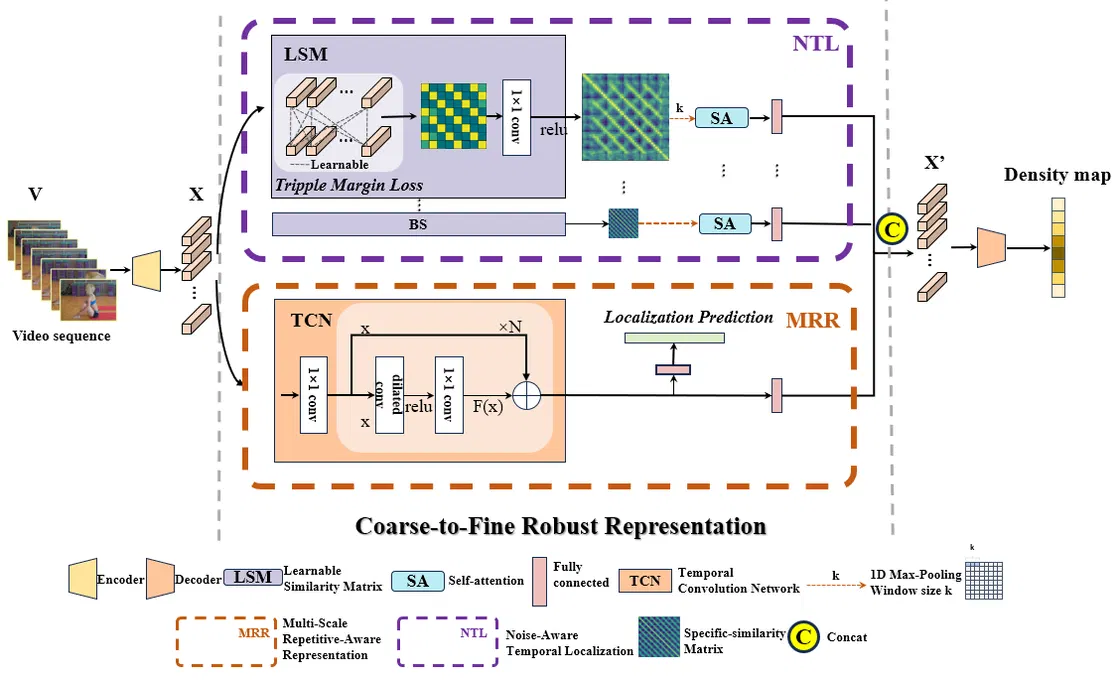 NTL
LSM
1×1 conv
relu
k
SA
Learnable
Tripple Margin Loss
BS
SA
V
X
Video sequence
C
X’
Density map
TCN
x
×N
1×1 conv
dilated conv
x
relu
1×1 conv
F(x)
Localization Prediction
MRR
Coarse-to-Fine Robust Representation
Encoder
Decoder
LSM
Learnable
Similarity Matrix
SA
Self-attention
Fully
connected
TCN
Temporal
Convolution Network
k
1D Max-Pooling
Window size k
k
MRR
Multi-Scale
Repetitive-Aware
Representation
NTL
Noise-Aware
Temporal Localization
Specific-similarity
Matrix
C
Concat